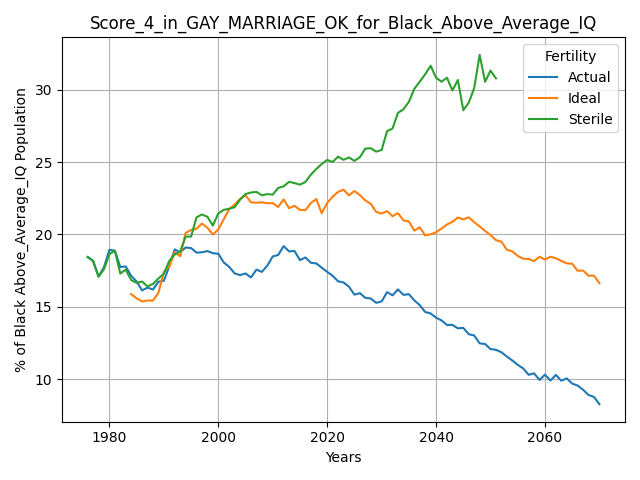 Score_4_in_GAY_MARRIAGE_OK_for_Black_Above_Average_IQ
% of Black Above_Average_IQ Population
30
25
20
15
10
Fertility
Actual
Ideal
Sterile
1980
2000
2020
2040
2060
Years